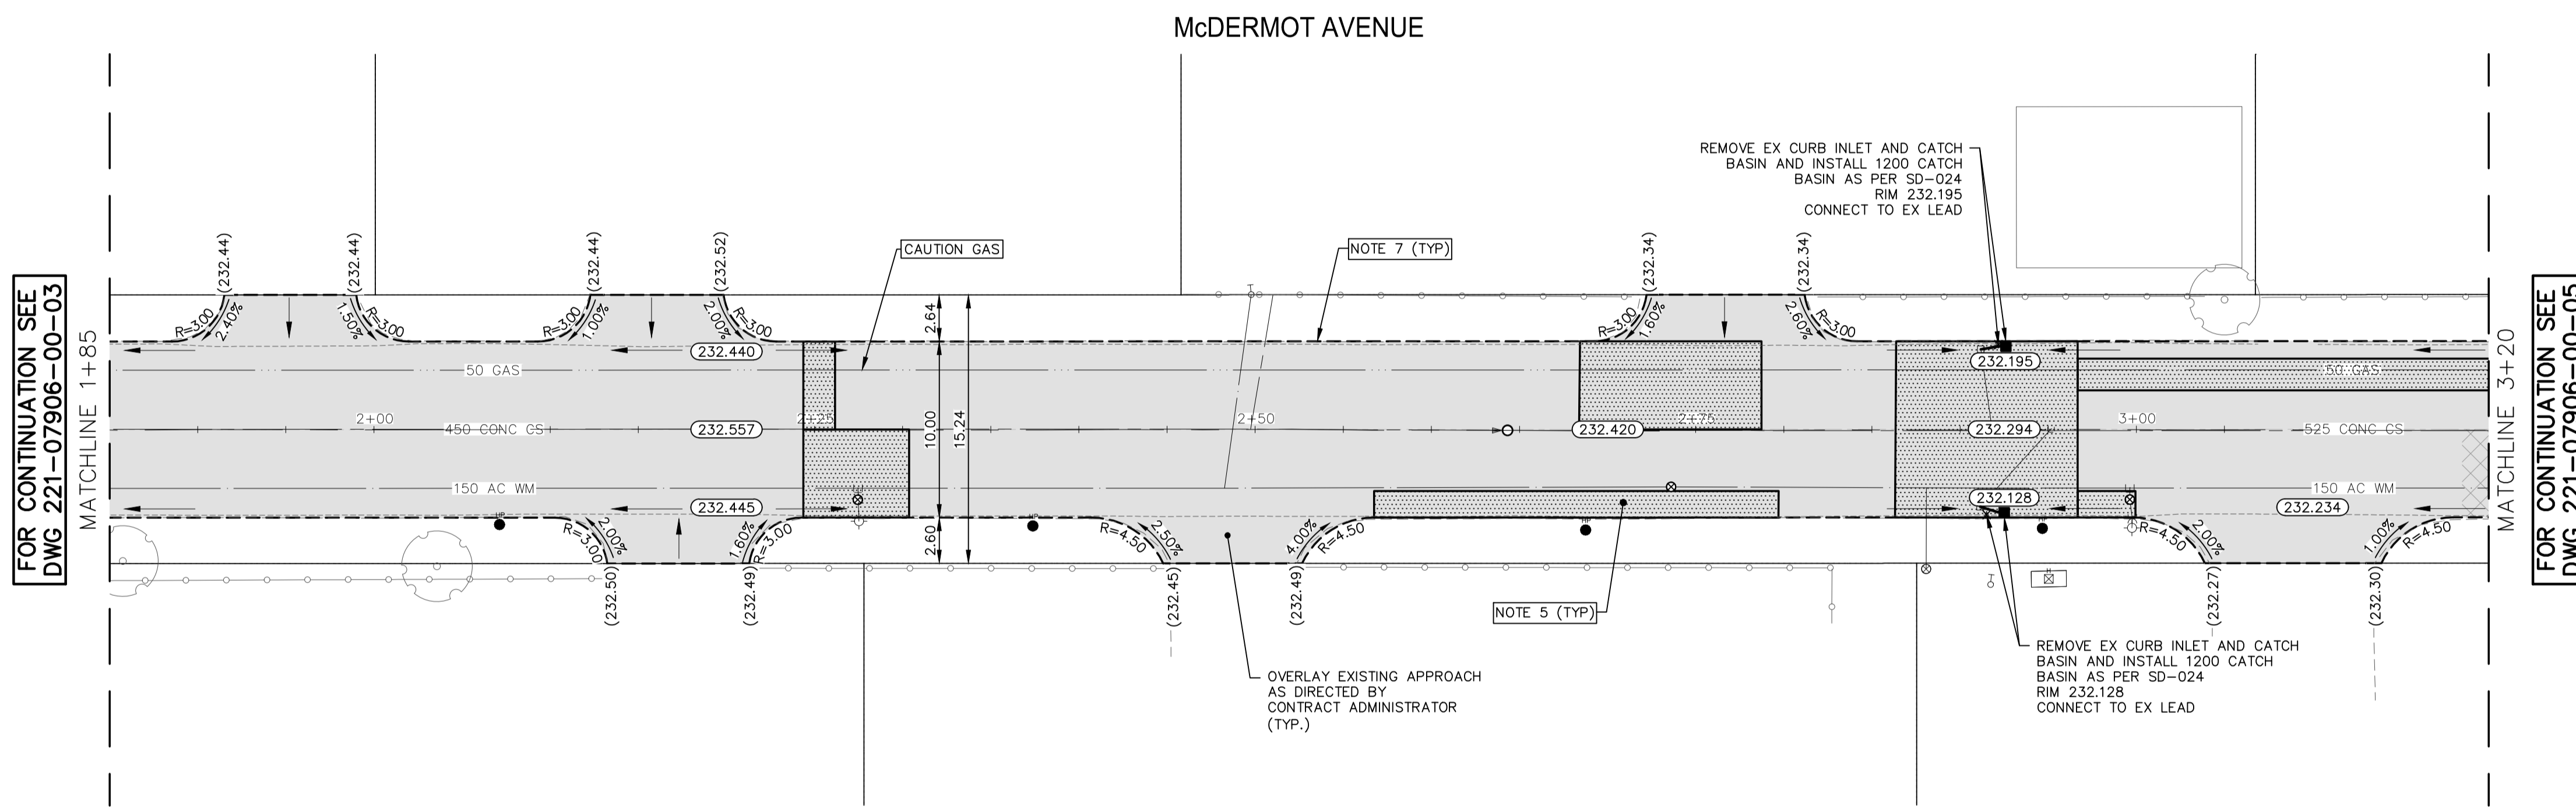 McDERMOT AVENUE
REMOVE EX CURB INLET AND CATCH
BASIN AND INSTALL 1200 CATCH
BASIN AS PER SD-024
RIM 232.195
CONNECT TO EX LEAD
(232.44)
(232.44)
(232.44)
(232.52)
CAUTION GAS
NOTE 7 (TYP)
(232.34)
(232.34)
FOR CONTINUATION SEE
DWG 221-07906-00-03
MATCHLINE 1+85
R=3.00
2.40%
1.50%
R=3.00
R=3.00
1.00%
2.00%
R=3.00
2.64
T
R=3.00
1.60%
2.60%
R=3.00
232.440
232.195
50 GAS
50 GAS
2+00
2+25
2+50
2+75
3+00
450 CONC CS
232.557
10.00
15.24
232.420
232.294
525 CONC CS
150 AC WM
150 AC WM
232.445
232.128
232.234
HP
H
HP
HP
HP
H
R=3.00
2.00%
1.60%
R=3.00
2.60
R=4.50
2.50%
4.00%
R=4.50
R=4.50
2.00%
1.00%
R=4.50
T
H
(232.50)
(232.49)
(232.45)
(232.49)
NOTE 5 (TYP)
(232.27)
(232.30)
MATCHLINE 3+20
FOR CONTINUATION SEE
DWG 221-07906-00-05
OVERLAY EXISTING APPROACH
AS DIRECTED BY
CONTRACT ADMINISTRATOR
(TYP.)
REMOVE EX CURB INLET AND CATCH
BASIN AND INSTALL 1200 CATCH
BASIN AS PER SD-024
RIM 232.128
CONNECT TO EX LEAD